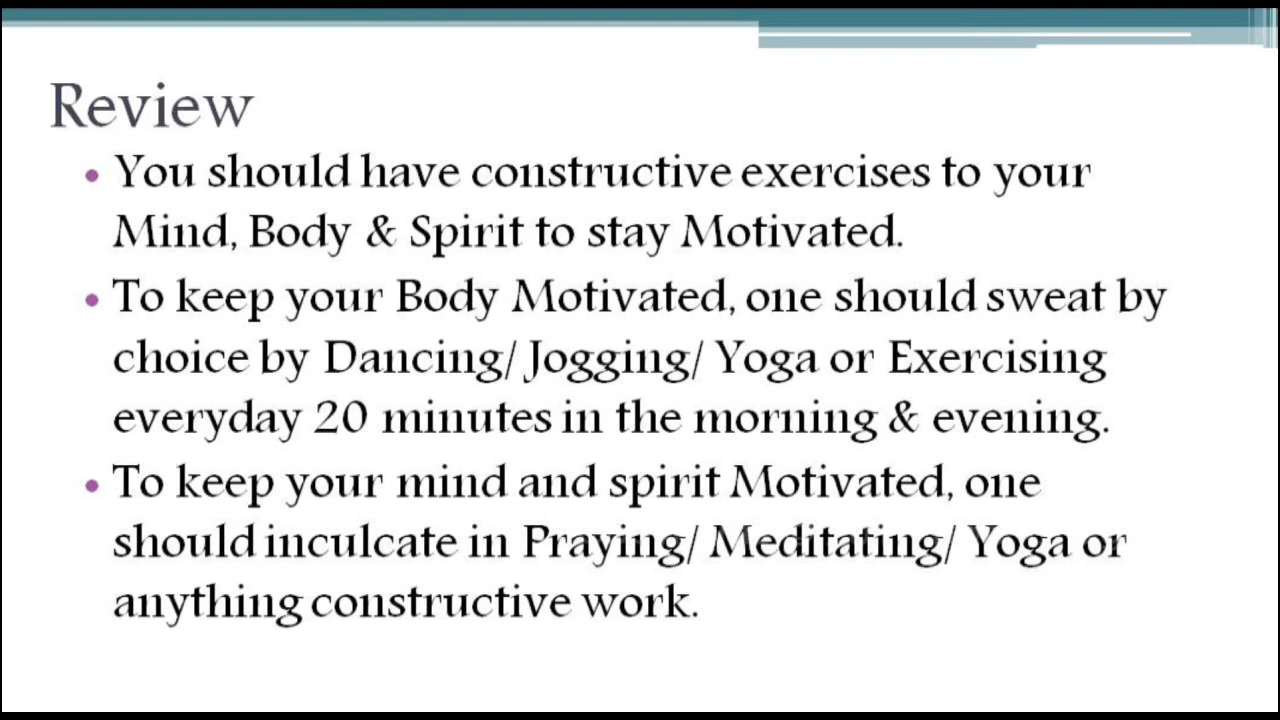 Review
• You should have constructive exercises to your
Mind, Body & Spirit to stay Motivated.
• To keep your Body Motivated, one should sweat by
choice by Dancing/ Jogging/ Yoga or Exercising
everyday 20 minutes in the morning & evening.
• To keep your mind and spirit Motivated, one
should inculcate in Praying/ Meditating/ Yoga or
anything constructive work.